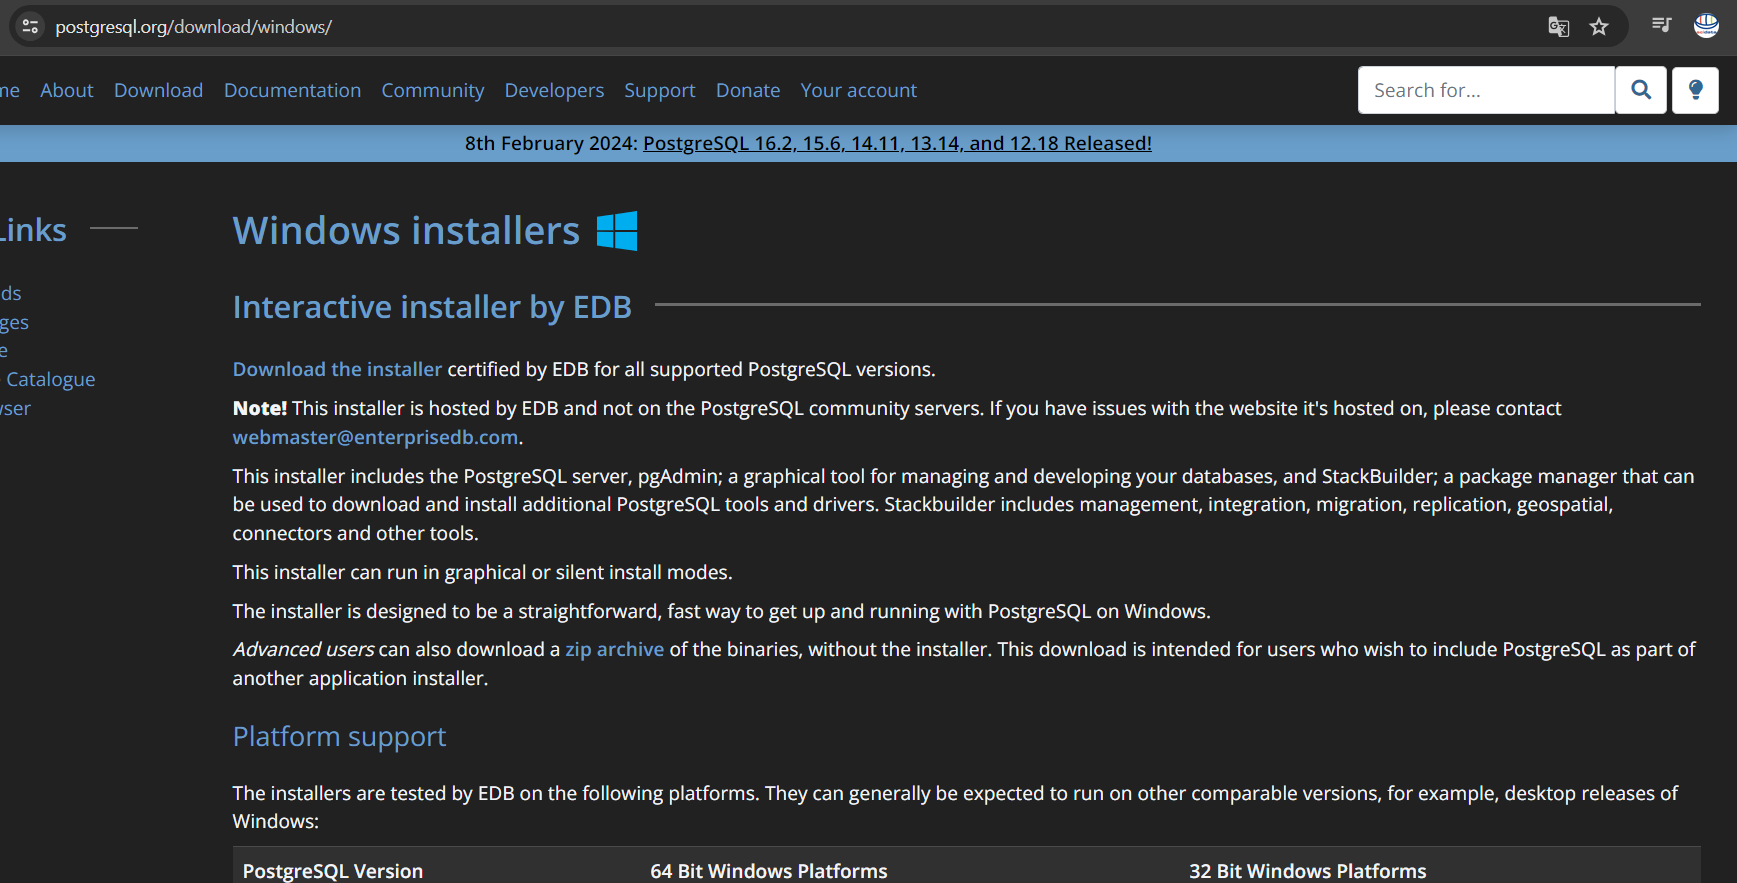 postgresql.org/download/windows/
me About Download Documentation Community Developers Support Donate Your account
Search for...
8th February 2024: PostgreSQL 16.2, 15.6, 14.11, 13.14, and 12.18 Released!
Links
ds
ges
e
Catalogue
wser
Windows installers
Interactive installer by EDB
Download the installer certified by EDB for all supported PostgreSQL versions.
Note! This installer is hosted by EDB and not on the PostgreSQL community servers. If you have issues with the website it's hosted on, please contact
webmaster@enterprisedb.com.
This installer includes the PostgreSQL server, pgAdmin; a graphical tool for managing and developing your databases, and StackBuilder; a package manager that can
be used to download and install additional PostgreSQL tools and drivers. Stackbuilder includes management, integration, migration, replication, geospatial,
connectors and other tools.
This installer can run in graphical or silent install modes.
The installer is designed to be a straightforward, fast way to get up and running with PostgreSQL on Windows.
Advanced users can also download a zip archive of the binaries, without the installer. This download is intended for users who wish to include PostgreSQL as part of
another application installer.
Platform support
The installers are tested by EDB on the following platforms. They can generally be expected to run on other comparable versions, for example, desktop releases of
Windows:
PostgreSQL Version 64 Bit Windows Platforms 32 Bit Windows Platforms